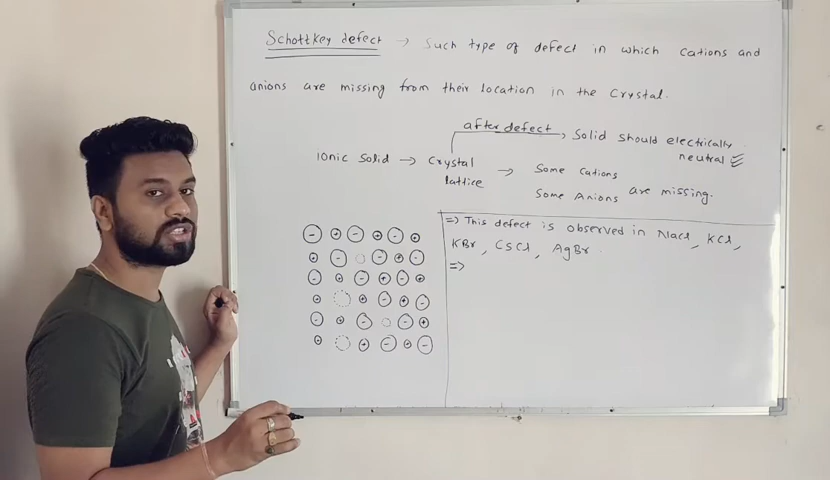 Schottkey defect → Such type of defect in which Cations and
anions are missing from their location in the Crystal.
after defect, Solid should electrically
neutral
Ionic Solid → Crystal
lattice
→ Some Cations
Some Anions are missing.
⇒ This defect is observed in NaCl, KCl,
KBr, CSCl, AgBr.
⇒
- + - + - +
+ - + - + -
- + - + - +
+ + - + -
- + - - +
+ + - + -